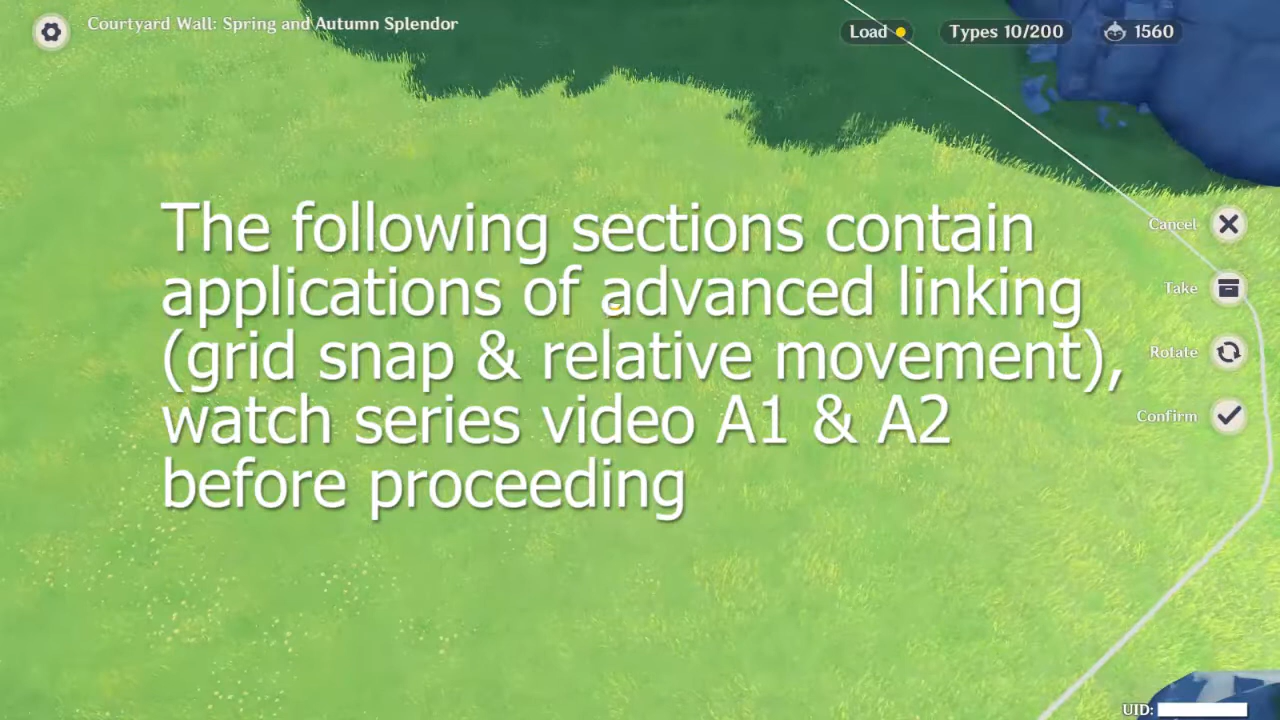 Courtyard Wall: Spring and Autumn Splendor
Load
Types 10/200
1560
The following sections contain
applications of advanced linking
(grid snap & relative movement),
watch series video A1 & A2
before proceeding
Cancel
Take
Rotate
Confirm
UID: